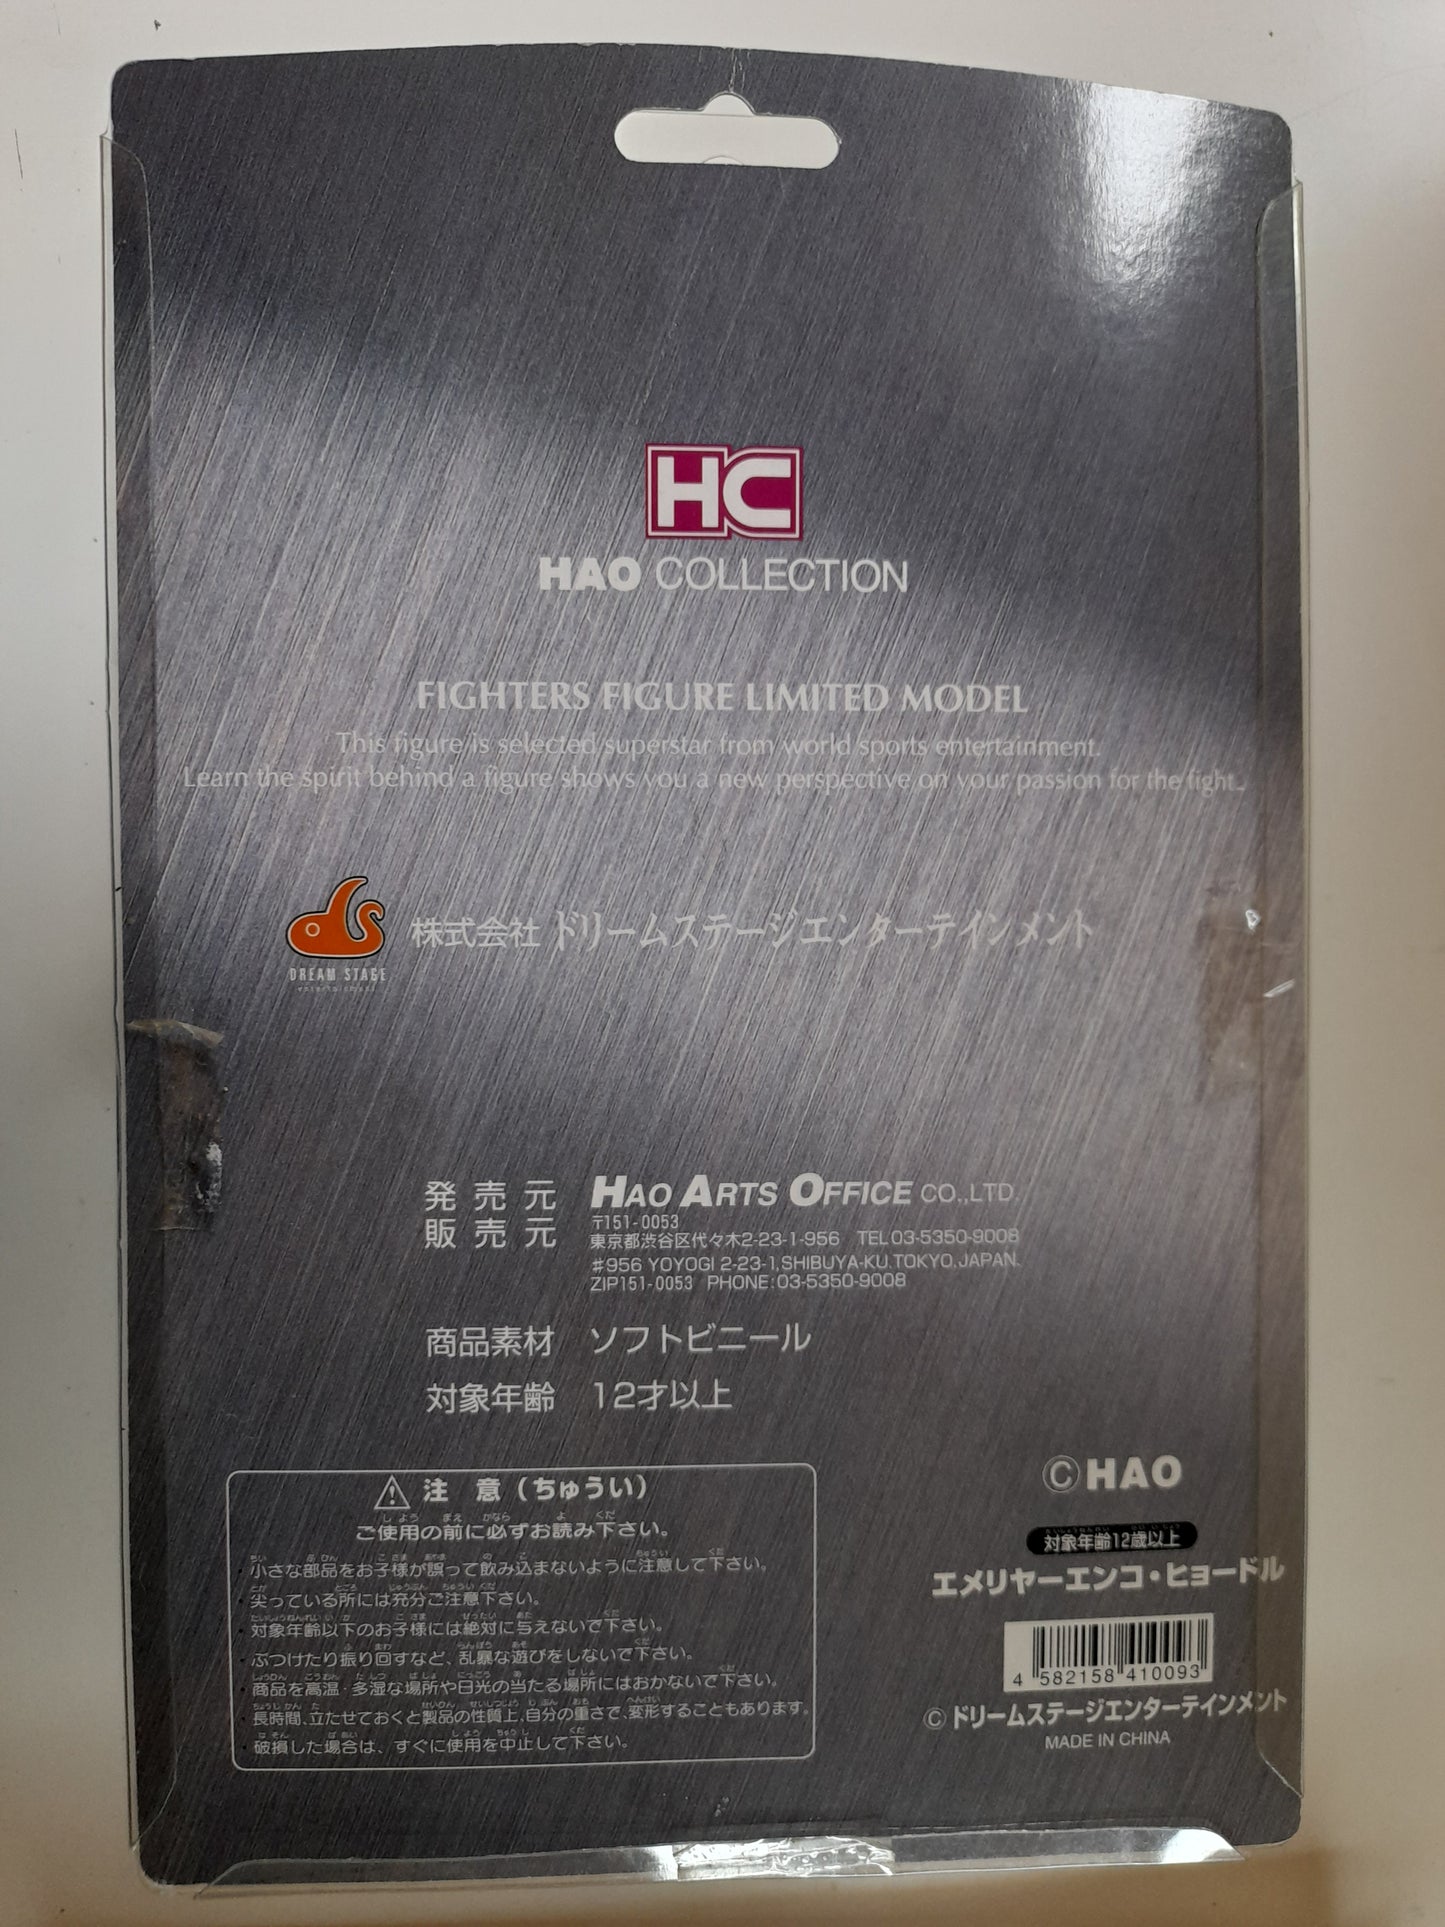 HC
HAO COLLECTION
FIGHTERS FIGURE LIMITED MODEL
This figure is selected superstar from world sports entertainment.
Learn the spirit behind a figure shows you a new perspective on your passion for the fight.
DREAM STAGE
entertainment
株式会社 ドリームステージエンターテインメント
発売元
販売元
HAO ARTS OFFICE CO.,LTD.
〒151-0053
東京都渋谷区代々木2-23-1-956 TEL 03-5350-9008
#956 YOYOGI 2-23-1,SHIBUYA-KU.TOKYO,JAPAN.
ZIP151-0053 PHONE:03-5350-9008
商品素材 ソフトビニール
対象年齢 12才以上
注 意（ちゅうい）
ご使用の前に必ずお読み下さい。
・小さな部品をお子様が誤って飲み込まないように注意して下さい。
・尖っている所には充分ご注意下さい。
・対象年齢以下のお子様には絶対に与えないで下さい。
・ぶつけたり振り回すなど、乱暴な遊びをしないで下さい。
・商品を高温・多湿な場所や日光の当たる場所にはおかないで下さい。
・長時間、立たせておくと製品の性質上、自分の重さで、変形することもあります。
・破損した場合は、すぐに使用を中止して下さい。
©HAO
対象年齢12歳以上
エメリヤーエンコ・ヒョードル
4 582158 410093
© ドリームステージエンターテインメント
MADE IN CHINA